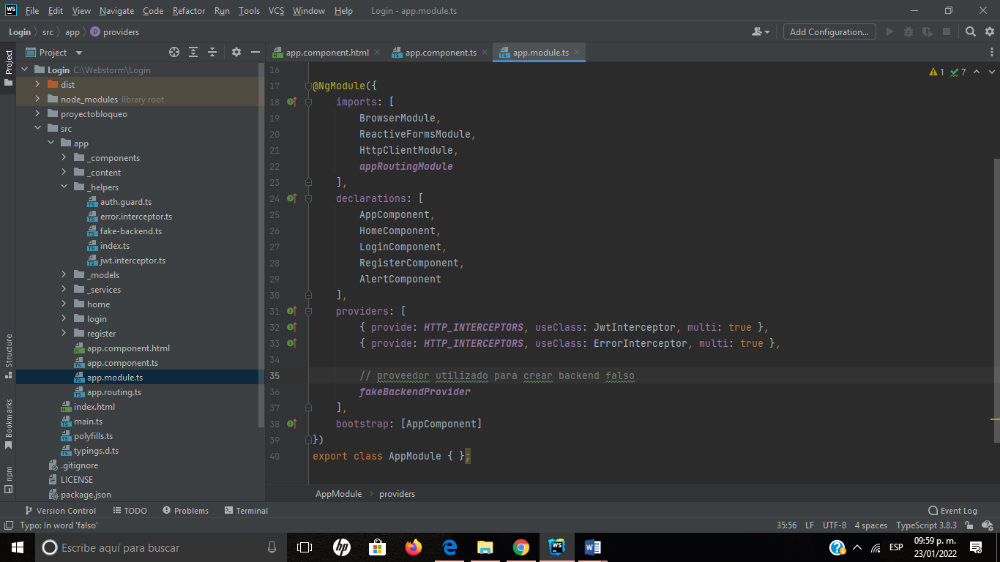 WS File Edit View Navigate Code Refactor Run Tools VCS Window Help Login - app.module.ts
Login src app p providers Add Configuration...
Project
Project
app.component.html app.component.ts app.module.ts
Login C:\Webstorm\Login
dist
node_modules library root
proyectobloqueo
src
app
_components
_content
_helpers
auth.guard.ts
error.interceptor.ts
fake-backend.ts
index.ts
jwt.interceptor.ts
_models
_services
home
login
register
app.component.html
app.component.ts
app.module.ts
app.routing.ts
index.html
main.ts
polyfills.ts
typings.d.ts
.gitignore
LICENSE
package.json
Structure
Bookmarks
npm
1 7
16
17 @NgModule({
18 imports: [
19 BrowserModule,
20 ReactiveFormsModule,
21 HttpClientModule,
22 appRoutingModule
23 ],
24 declarations: [
25 AppComponent,
26 HomeComponent,
27 LoginComponent,
28 RegisterComponent,
29 AlertComponent
30 ],
31 providers: [
32 { provide: HTTP_INTERCEPTORS, useClass: JwtInterceptor, multi: true },
33 { provide: HTTP_INTERCEPTORS, useClass: ErrorInterceptor, multi: true },
34
35 // proveedor utilizado para crear backend falso
36 fakeBackendProvider
37 ],
38 bootstrap: [AppComponent]
39 })
40 export class AppModule { };
AppModule providers
Version Control TODO Problems Terminal Event Log
Typo: In word 'falso' 35:56 LF UTF-8 4 spaces TypeScript 3.8.3
Escribe aquí para buscar
hp
WS
W
ESP
09:59 p. m.
23/01/2022